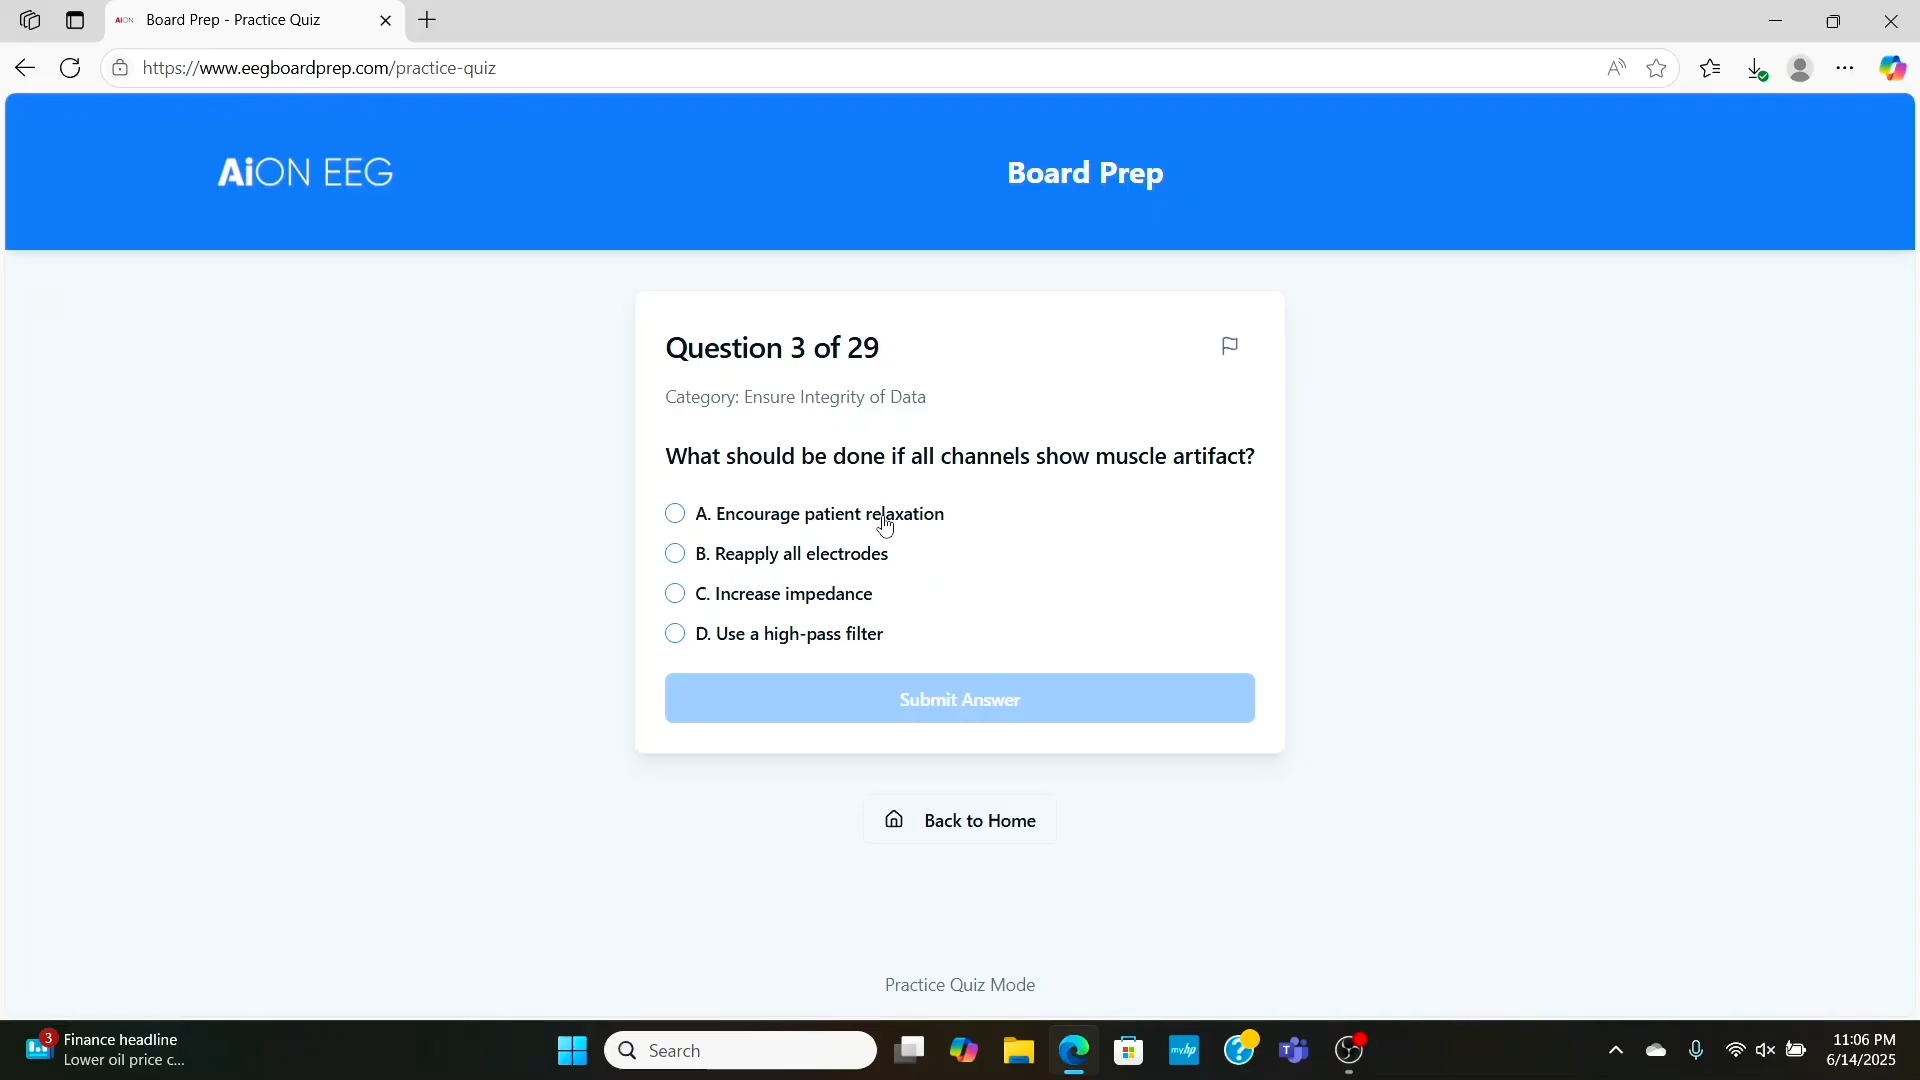 AiON
Board Prep - Practice Quiz
https://www.eegboardprep.com/practice-quiz
AiON EEG
Board Prep
Question 3 of 29
Category: Ensure Integrity of Data
What should be done if all channels show muscle artifact?
A. Encourage patient relaxation
B. Reapply all electrodes
C. Increase impedance
D. Use a high-pass filter
Submit Answer
Back to Home
Practice Quiz Mode
3
Finance headline
Lower oil price c...
Search
myhp
11:06 PM
6/14/2025